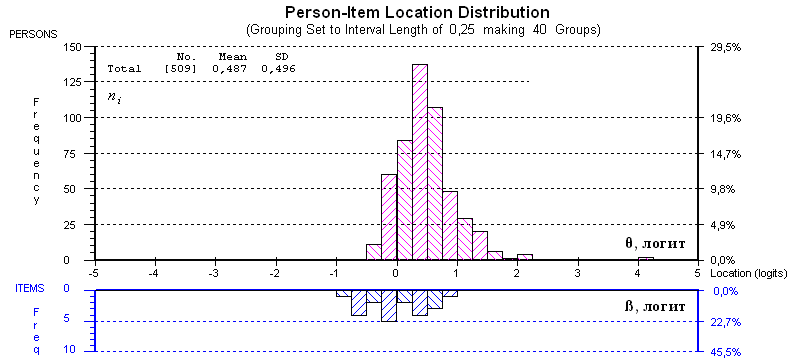 Person-Item Location Distribution
(Grouping Set to Interval Length of 0,25 making 40 Groups)
PERSONS
Frequency
150
125
100
75
50
25
0
No. Mean SD
Total [509] 0,487 0,496
n i
29,5%
19,6%
14,7%
9,8%
4,9%
0,0%
θ, логит
-5 -4 -3 -2 -1 0 1 2 3 4 5 Location (logits)
ITEMS
Freq
0
5
10
0,0%
22,7%
45,5%
ß, логит